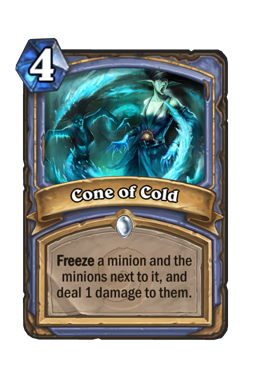 4
Cone of Cold
Freeze a minion and the
minions next to it, and
deal 1 damage to them.